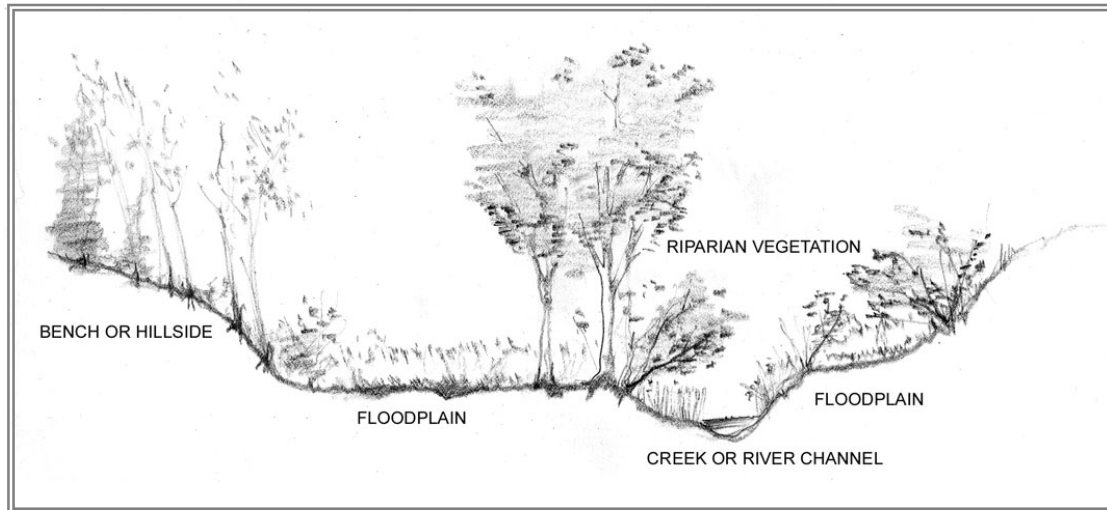 RIPARIAN VEGETATION
BENCH OR HILLSIDE
FLOODPLAIN
FLOODPLAIN
CREEK OR RIVER CHANNEL